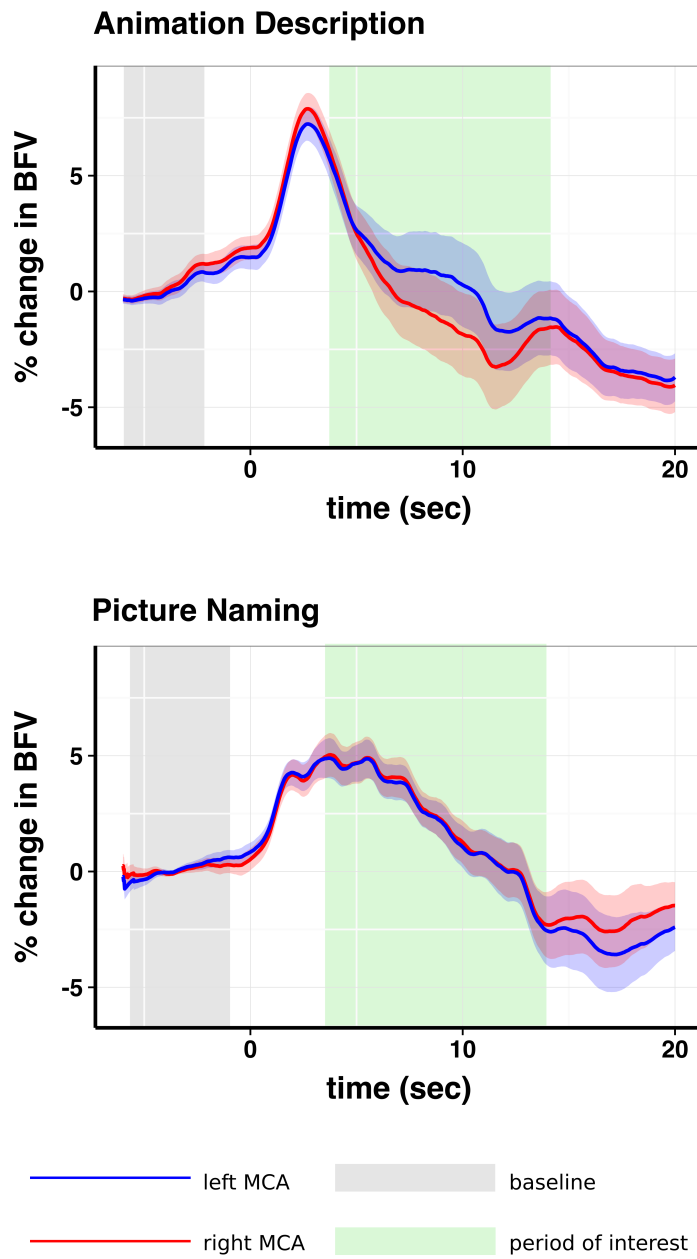 Animation Description
% change in BFV
5
0
-5
0 10 20
time (sec)
Picture Naming
% change in BFV
5
0
-5
0 10 20
time (sec)
left MCA baseline
right MCA period of interest